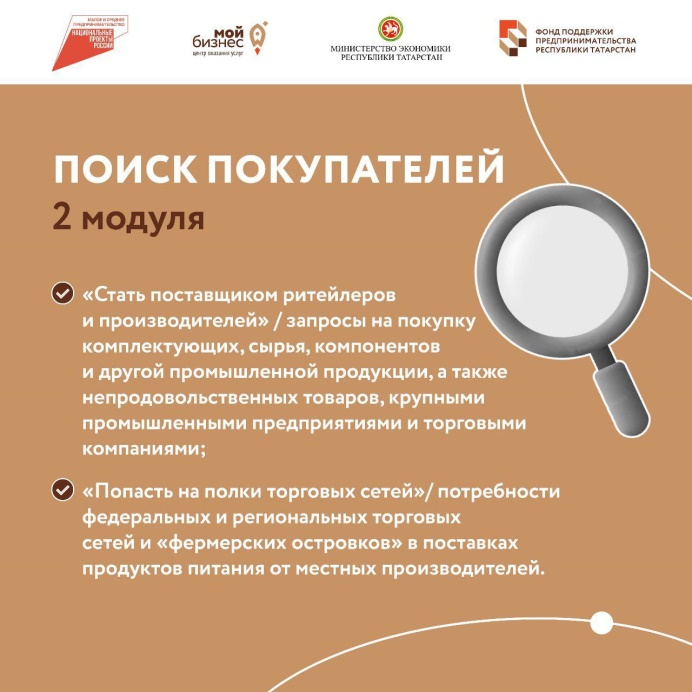 МАЛОЕ И СРЕДНЕЕ
ПРЕДПРИНИМАТЕЛЬСТВО
НАЦИОНАЛЬНЫЕ
ПРОЕКТЫ
РОССИИ
мой
бизнес
центр оказания услуг
МИНИСТЕРСТВО ЭКОНОМИКИ
РЕСПУБЛИКИ ТАТАРСТАН
ФОНД ПОДДЕРЖКИ
ПРЕДПРИНИМАТЕЛЬСТВА
РЕСПУБЛИКИ ТАТАРСТАН
ПОИСК ПОКУПАТЕЛЕЙ
2 модуля
«Стать поставщиком ритейлеров
и производителей» / запросы на покупку
комплектующих, сырья, компонентов
и другой промышленной продукции, а также
непродовольственных товаров, крупными
промышленными предприятиями и торговыми
компаниями;
«Попасть на полки торговых сетей»/ потребности
федеральных и региональных торговых
сетей и «фермерских островков» в поставках
продуктов питания от местных производителей.